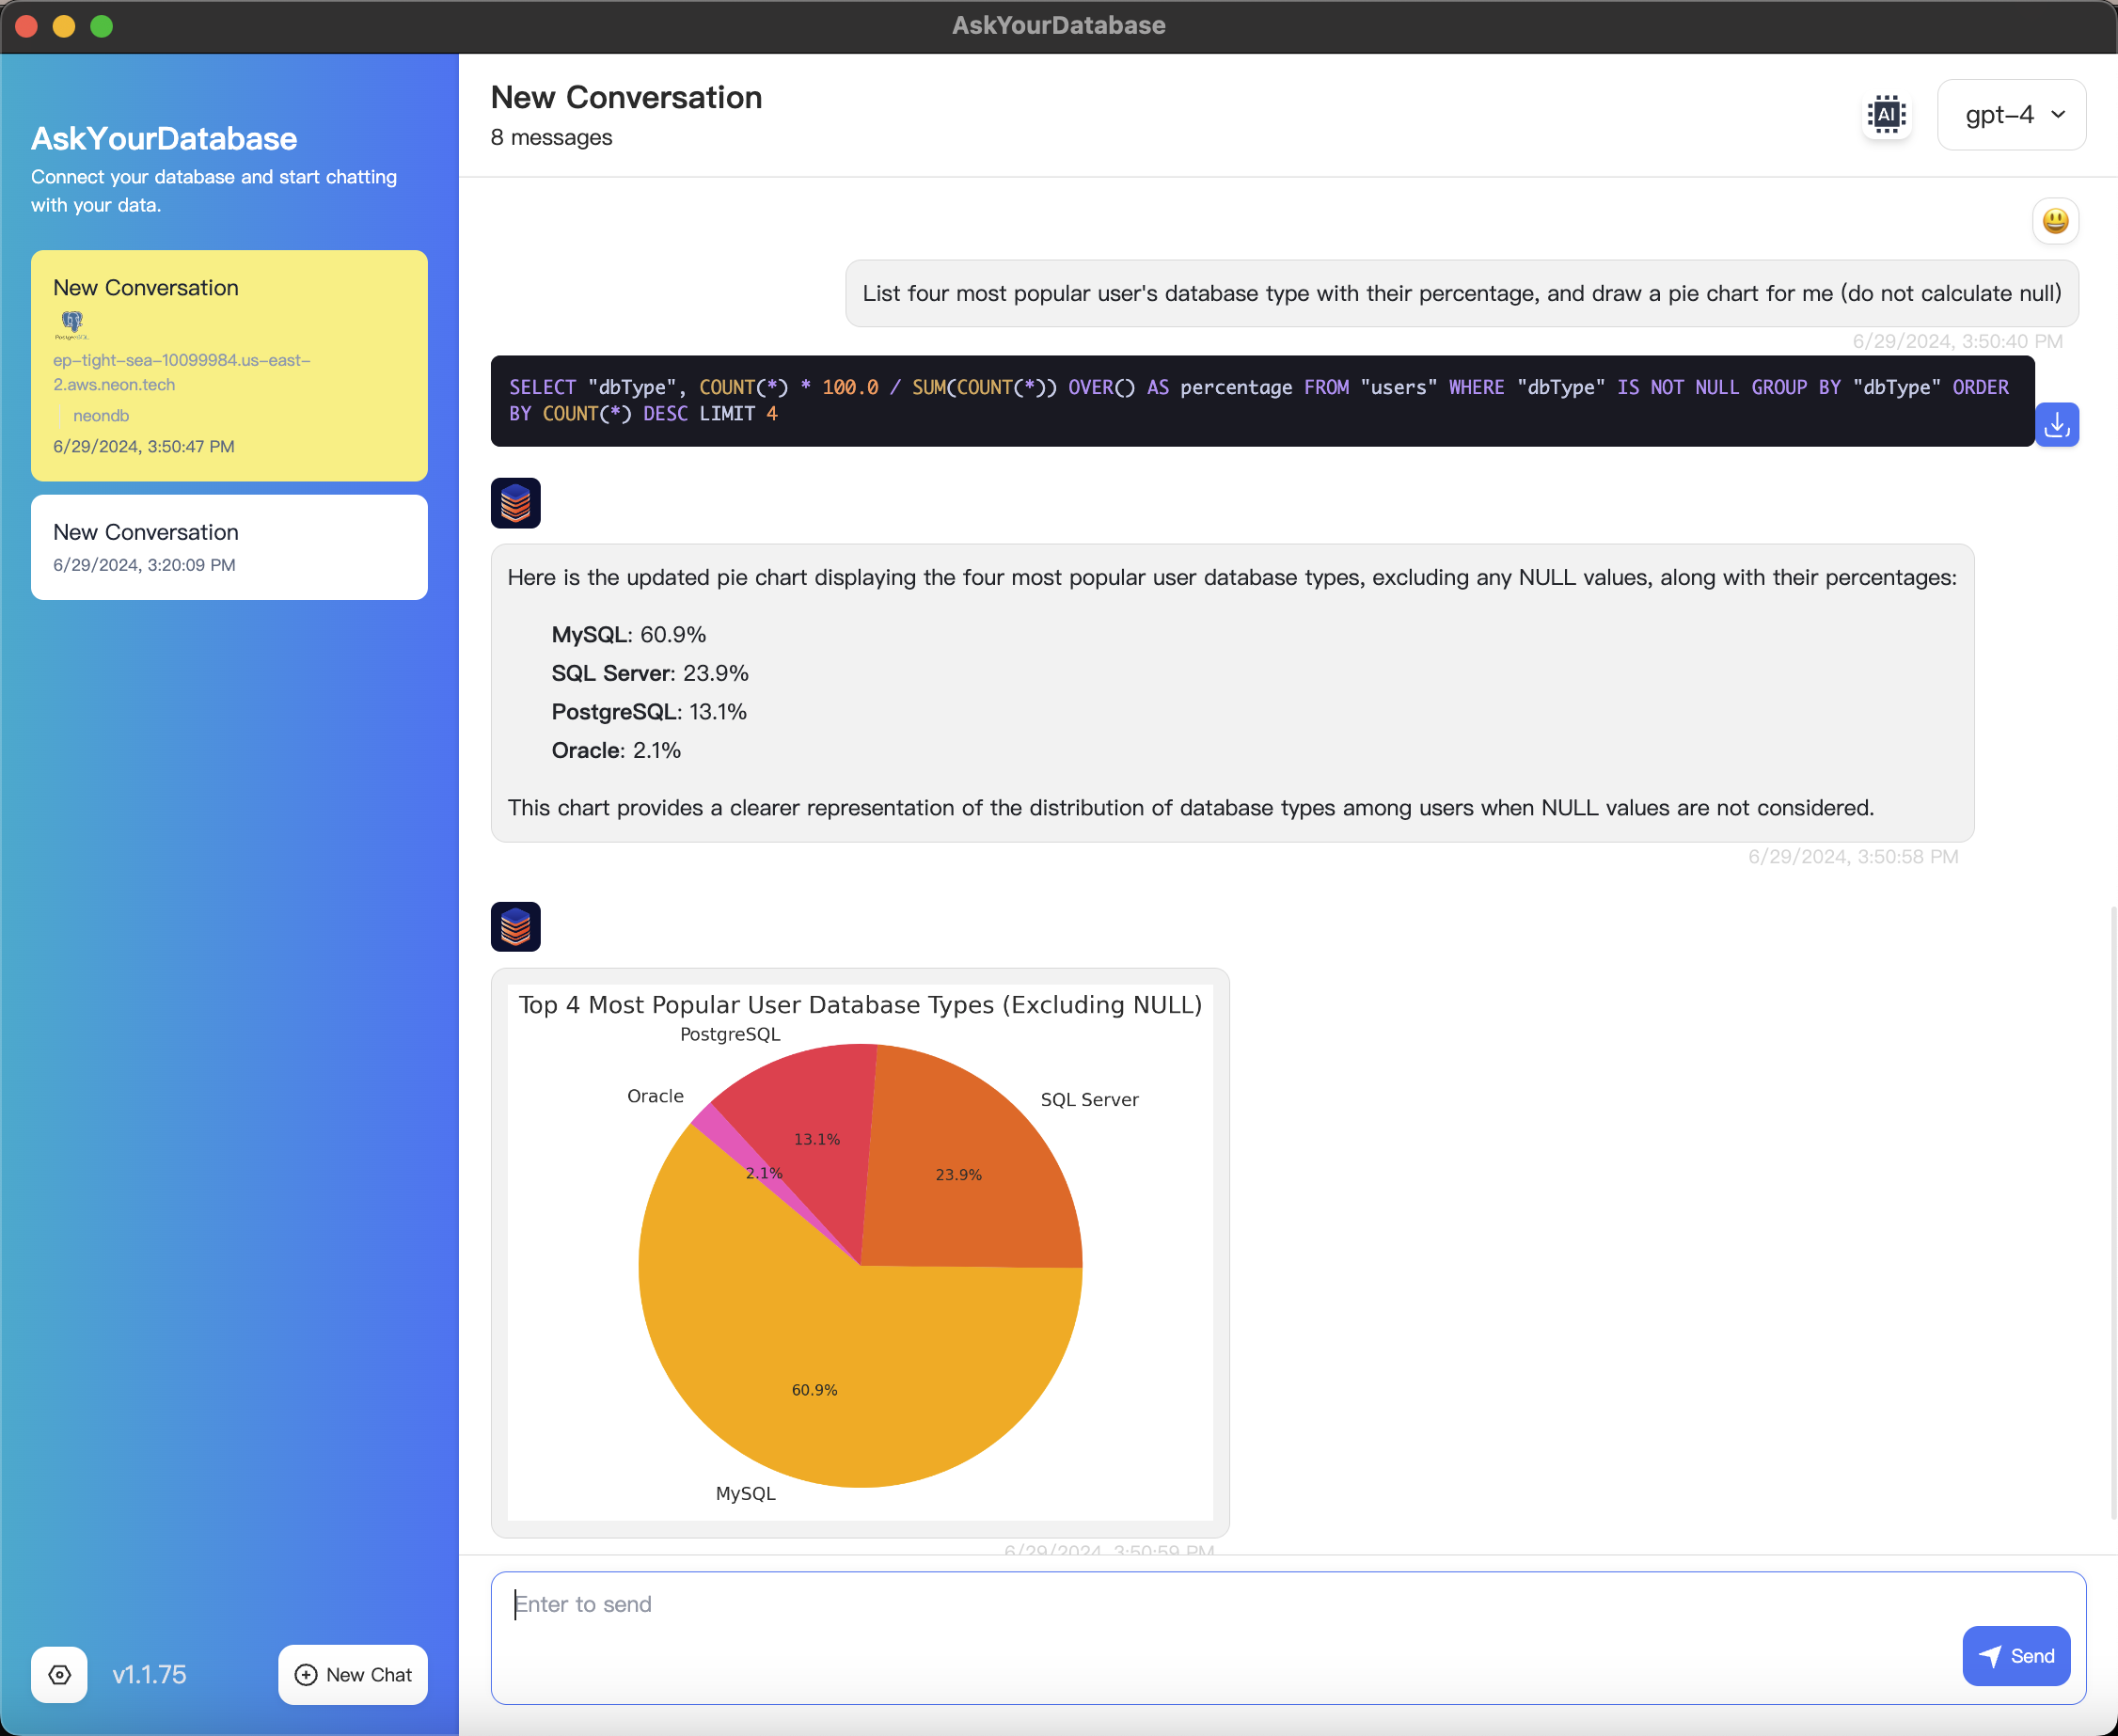 AskYourDatabase
AskYourDatabase
Connect your database and start chatting
with your data.
New Conversation
PostgreSQL
ep-tight-sea-10099984.us-east-
2.aws.neon.tech
neondb
6/29/2024, 3:50:47 PM
New Conversation
6/29/2024, 3:20:09 PM
v1.1.75
New Chat
New Conversation
8 messages
AI
gpt-4
List four most popular user's database type with their percentage, and draw a pie chart for me (do not calculate null)
6/29/2024, 3:50:40 PM
SELECT "dbType", COUNT(*) * 100.0 / SUM(COUNT(*)) OVER() AS percentage FROM "users" WHERE "dbType" IS NOT NULL GROUP BY "dbType" ORDER
BY COUNT(*) DESC LIMIT 4
Here is the updated pie chart displaying the four most popular user database types, excluding any NULL values, along with their percentages:
MySQL: 60.9%
SQL Server: 23.9%
PostgreSQL: 13.1%
Oracle: 2.1%
This chart provides a clearer representation of the distribution of database types among users when NULL values are not considered.
6/29/2024, 3:50:58 PM
Top 4 Most Popular User Database Types (Excluding NULL)
PostgreSQL
Oracle
SQL Server
13.1%
2.1%
23.9%
60.9%
MySQL
6/29/2024, 3:50:59 PM
Enter to send
Send